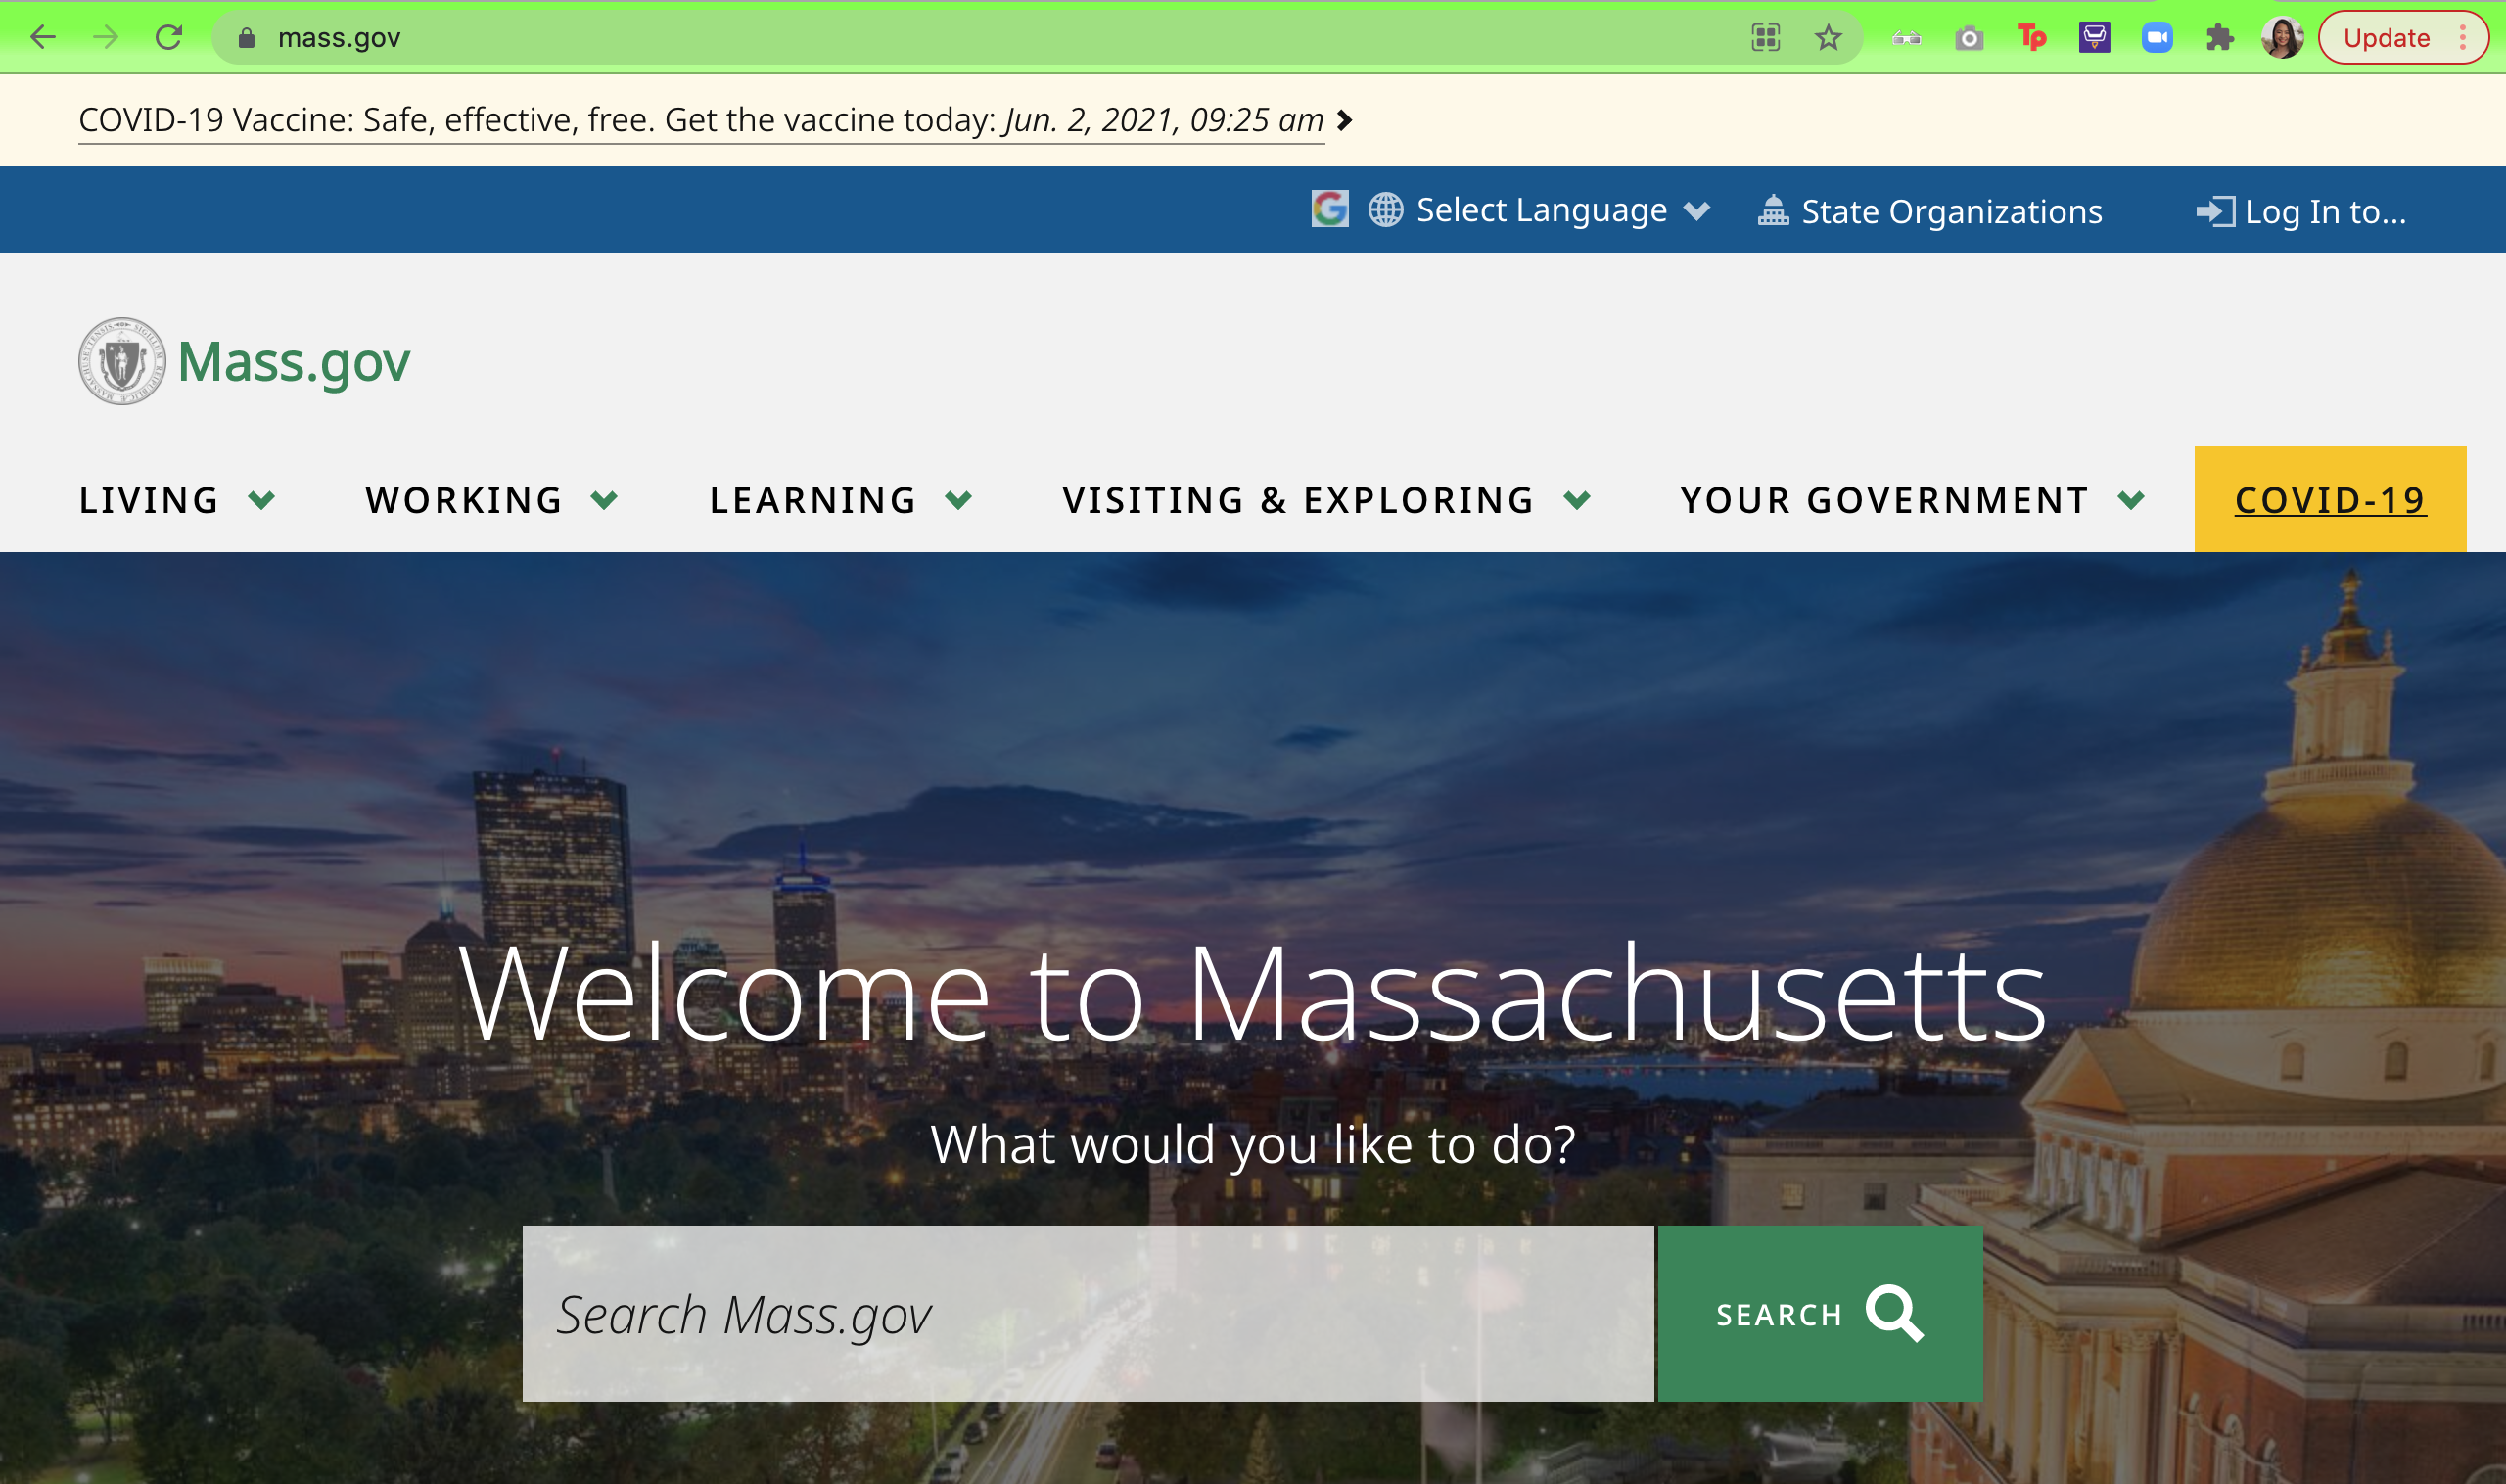 mass.gov
Update
COVID-19 Vaccine: Safe, effective, free. Get the vaccine today: Jun. 2, 2021, 09:25 am
Select Language
State Organizations
Log In to...
Mass.gov
LIVING
WORKING
LEARNING
VISITING & EXPLORING
YOUR GOVERNMENT
COVID-19
Welcome to Massachusetts
What would you like to do?
Search Mass.gov
SEARCH